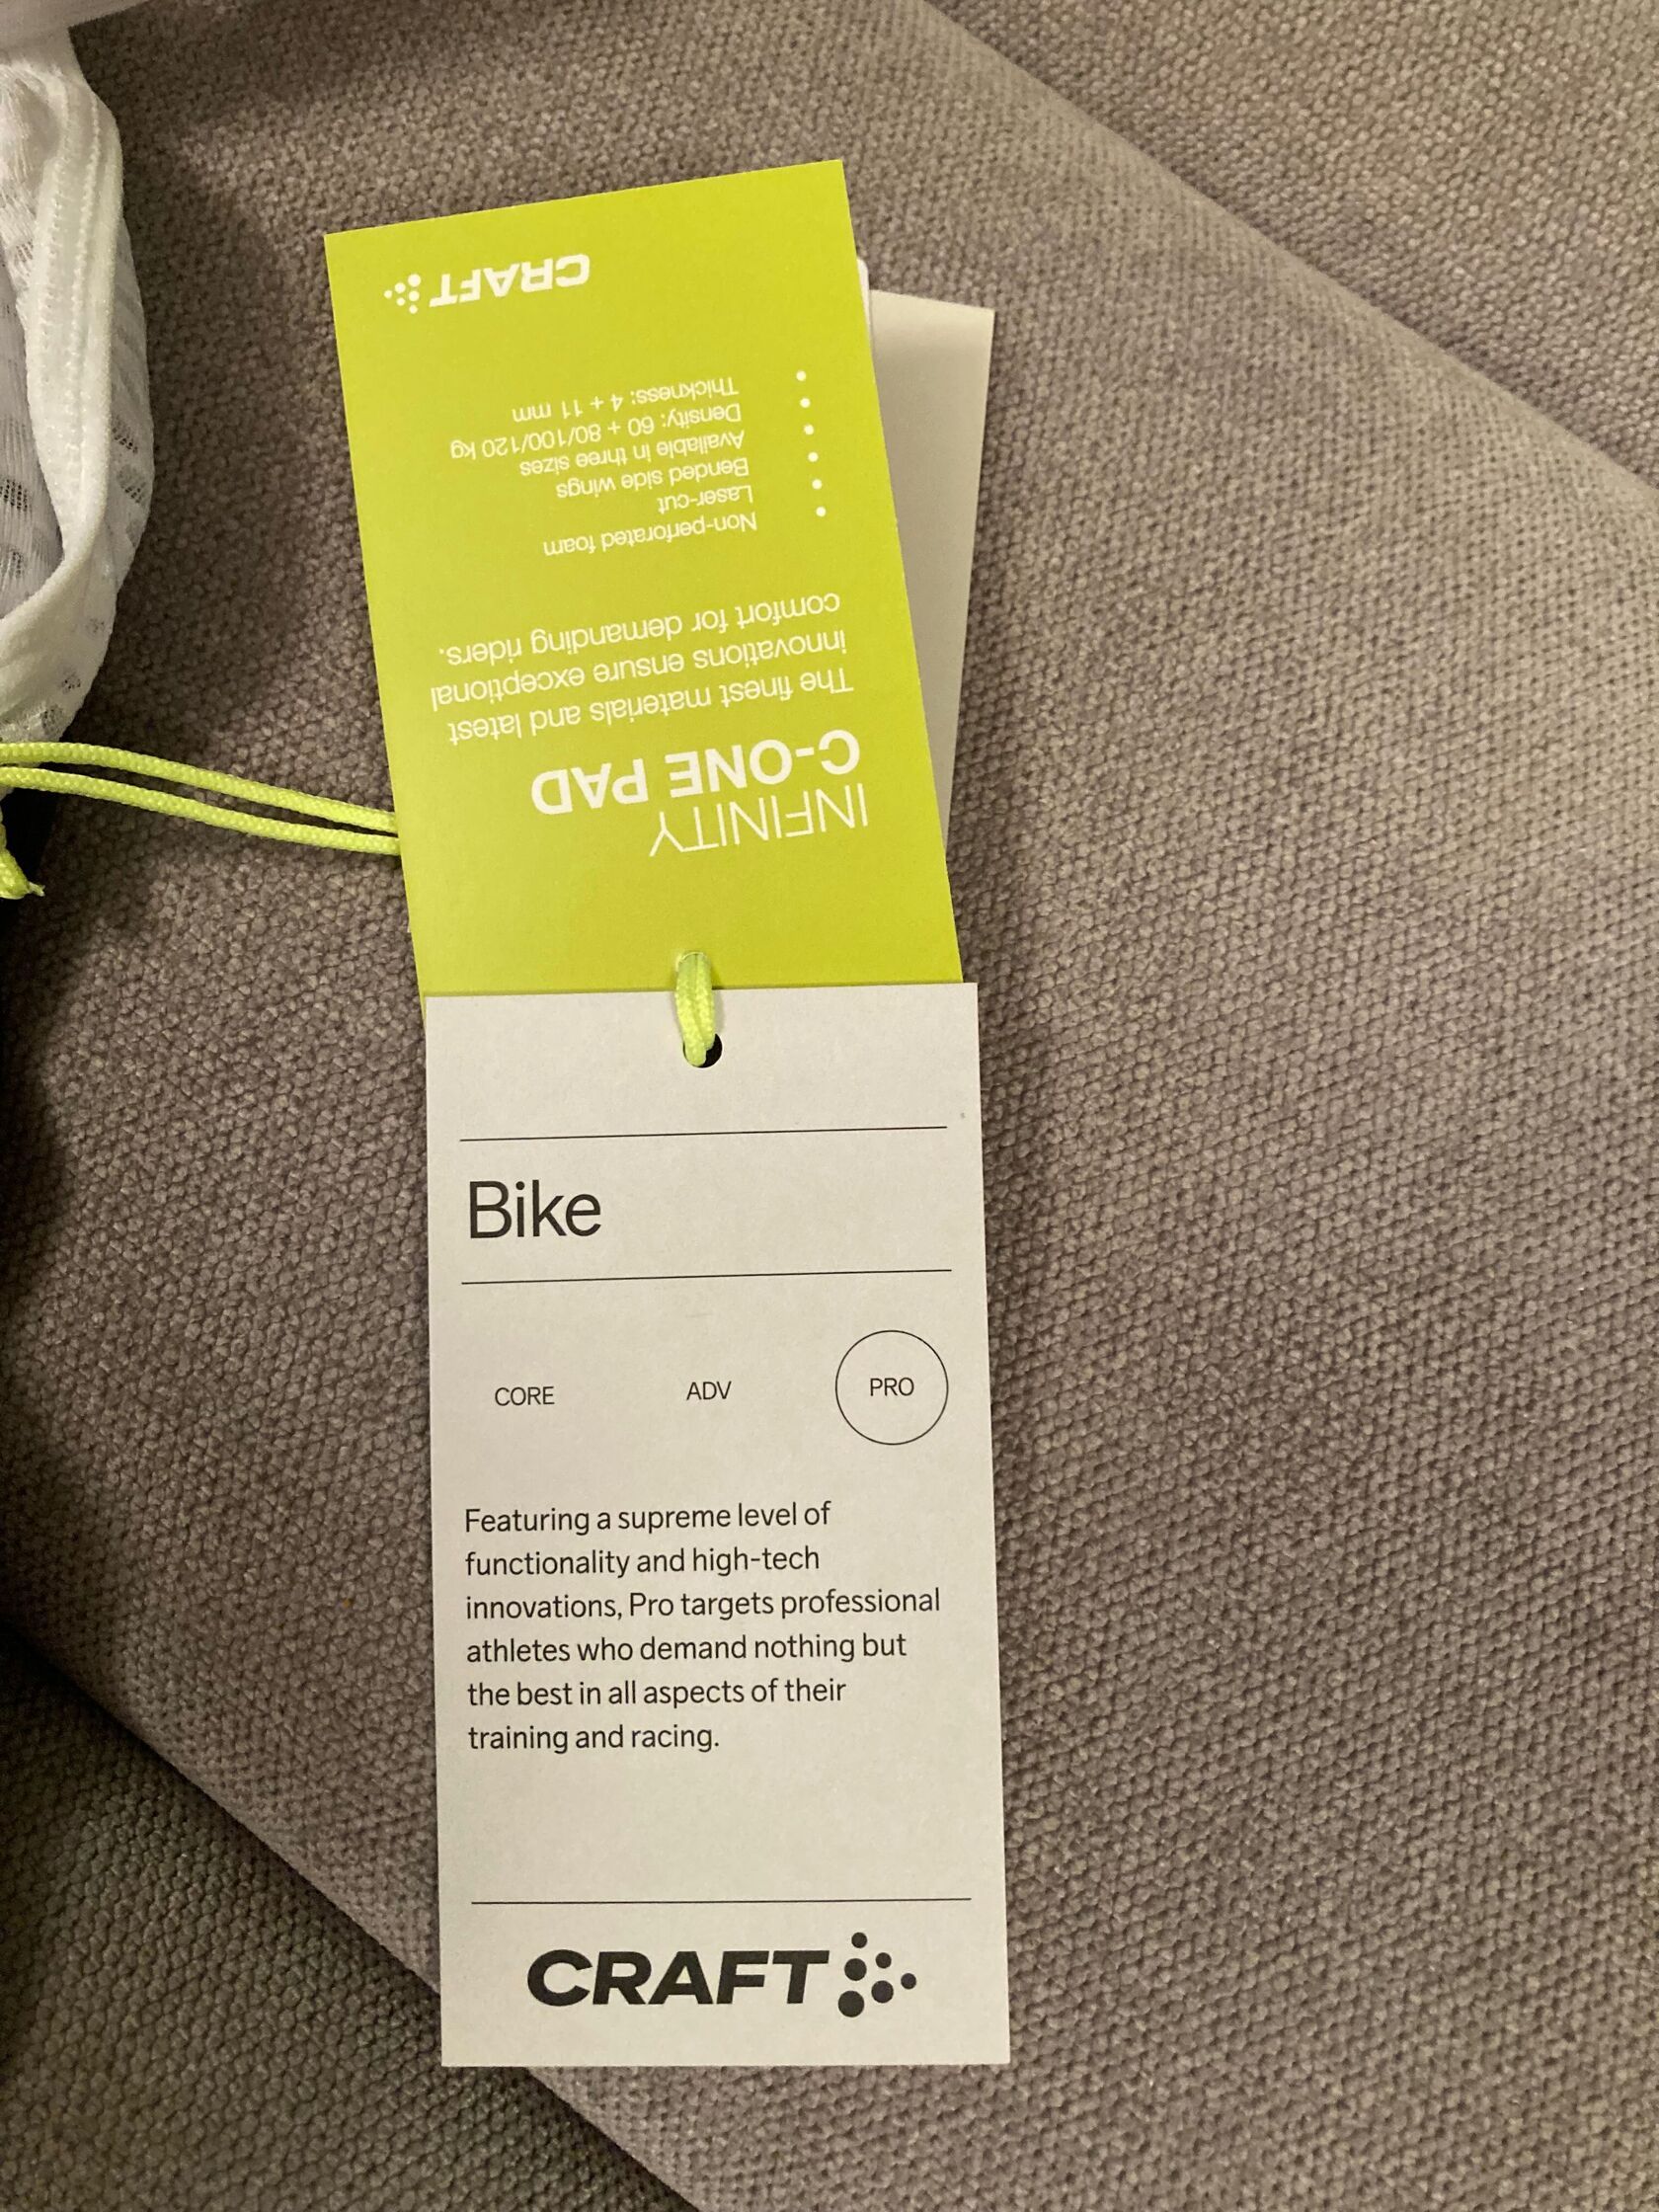 INFINITY
C-ONE PAD
The finest materials and latest
innovations ensure exceptional
comfort for demanding riders.
Non-perforated foam
Laser-cut
Bended side wings
Available in three sizes
Density: 60 + 80/100/120 kg
Thickness: 4 + 11 mm
CRAFT
Bike
CORE ADV PRO
Featuring a supreme level of
functionality and high-tech
innovations, Pro targets professional
athletes who demand nothing but
the best in all aspects of their
training and racing.
CRAFT